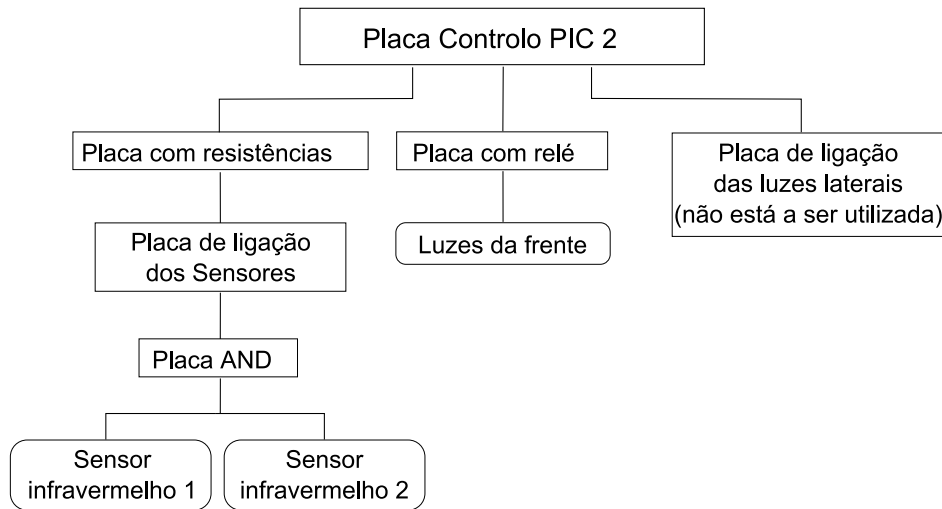 Placa Controlo PIC 2
Placa com resistências
Placa com relé
Placa de ligação
das luzes laterais
(não está a ser utilizada)
Placa de ligação
dos Sensores
Luzes da frente
Placa AND
Sensor
infravermelho 1
Sensor
infravermelho 2